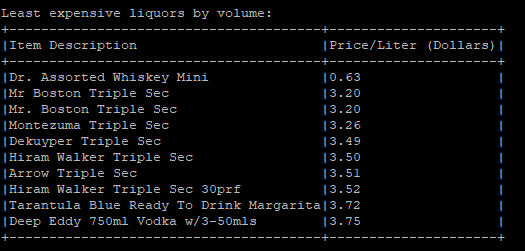 Least expensive liquors by volume:
+---------------------------------------+---------------------+
|Item Description                       |Price/Liter (Dollars)|
+---------------------------------------+---------------------+
|Dr. Assorted Whiskey Mini              |0.63                 |
|Mr Boston Triple Sec                   |3.20                 |
|Mr. Boston Triple Sec                  |3.20                 |
|Montezuma Triple Sec                   |3.26                 |
|Dekuyper Triple Sec                    |3.49                 |
|Hiram Walker Triple Sec                |3.50                 |
|Arrow Triple Sec                       |3.51                 |
|Hiram Walker Triple Sec 30prf          |3.52                 |
|Tarantula Blue Ready To Drink Margarita|3.72                 |
|Deep Eddy 750ml Vodka w/3-50mls        |3.75                 |
+---------------------------------------+---------------------+